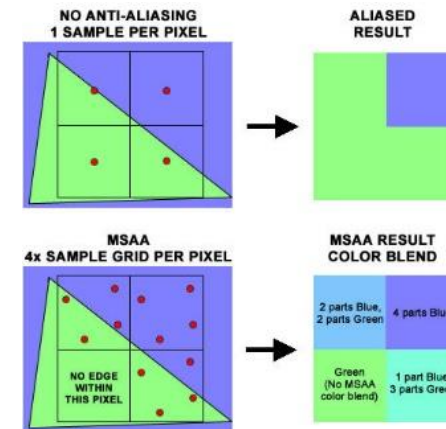 NO ANTI-ALIASING
1 SAMPLE PER PIXEL
ALIASED
RESULT
MSAA
4x SAMPLE GRID PER PIXEL
MSAA RESULT
COLOR BLEND
NO EDGE
WITHIN
THIS PIXEL
2 parts Blue,
2 parts Green
4 parts Blu
Green
(No MSAA
color blend)
1 part Blue
3 parts Gree